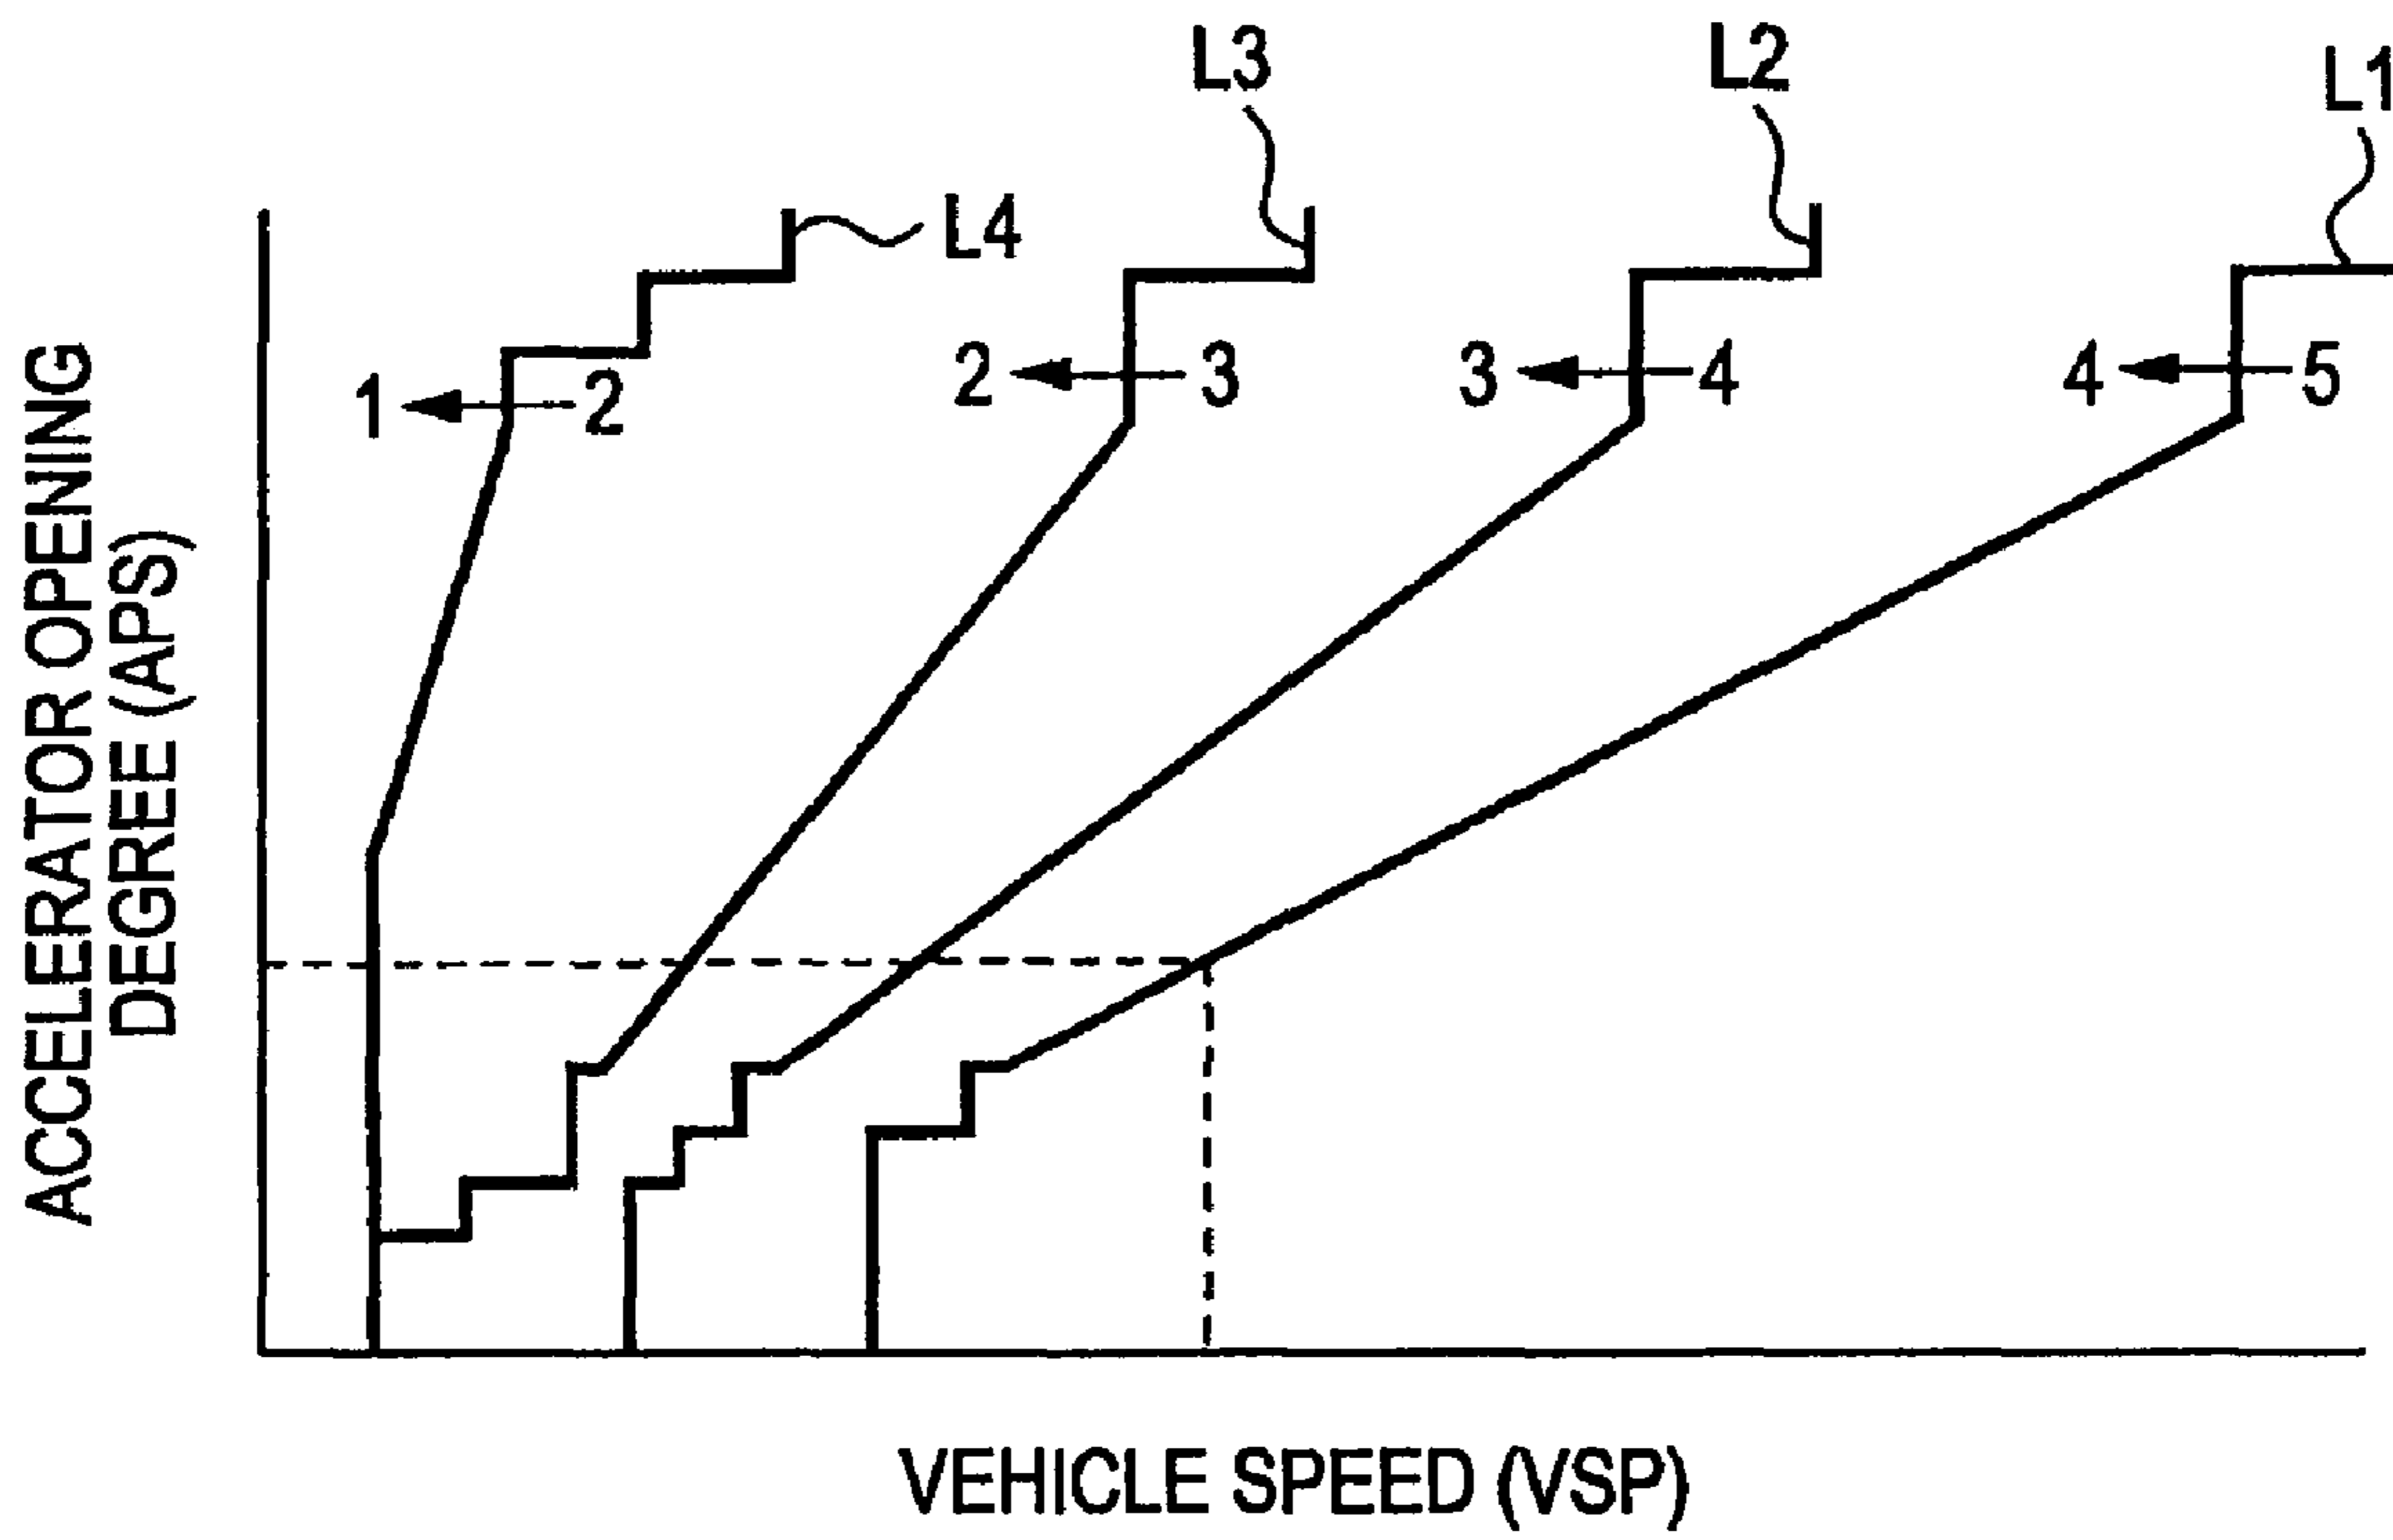 L3
L2
L1
L4
1
2
2
3
3
4
4
5
ACCELERATOR OPENING
DEGREE (APS)
VEHICLE SPEED (VSP)